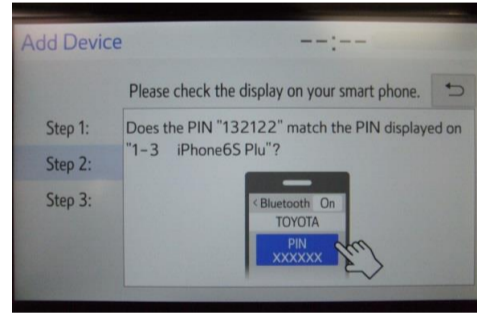 Add Device
--:--
Please check the display on your smart phone.
Step 1:
Step 2:
Step 3:
Does the PIN "132122" match the PIN displayed on
"1-3 iPhone6S Plu"?
<Bluetooth On
TOYOTA
PIN
XXXXXX